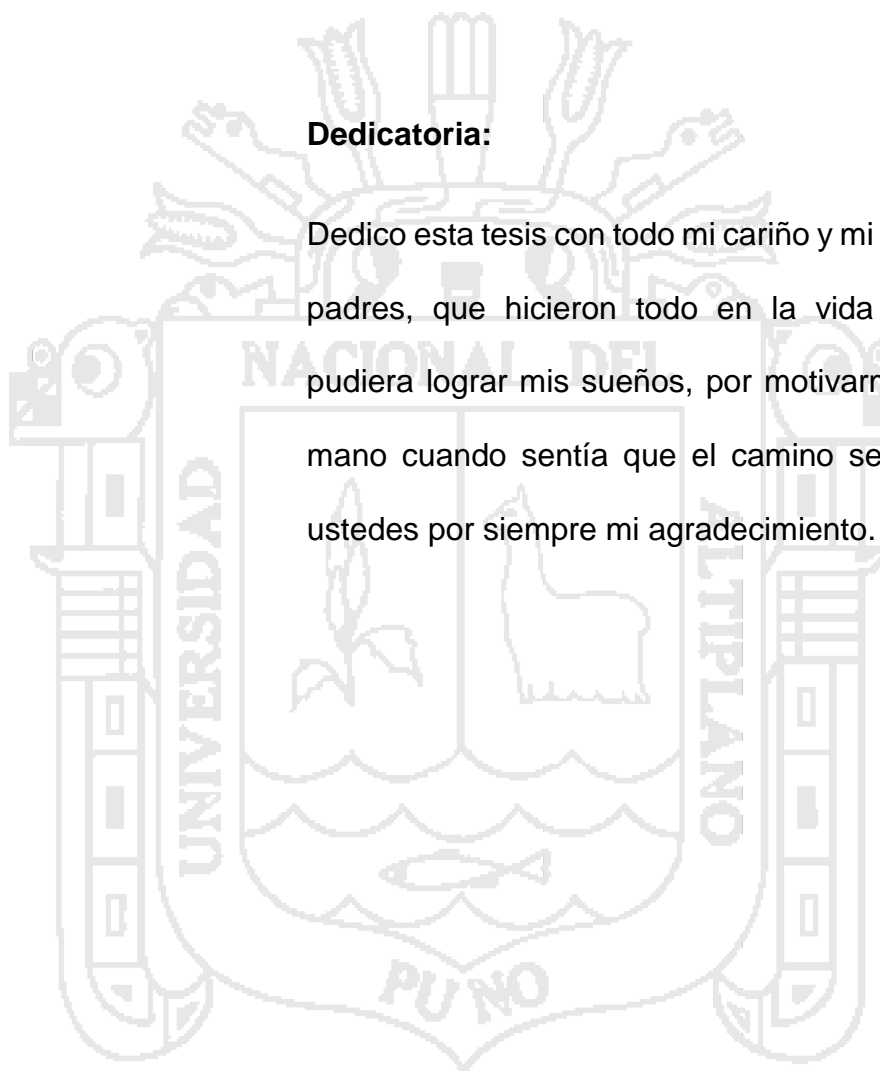 Dedicatoria:
Dedico esta tesis con todo mi cariño y mi
padres, que hicieron todo en la vida
pudiera lograr mis sueños, por
mano cuando sentía que el camino se
ustedes por siempre mi agradecimiento.
NACIONAL DEL
UNIVERSIDAD
ALTIPLANO
PUNO